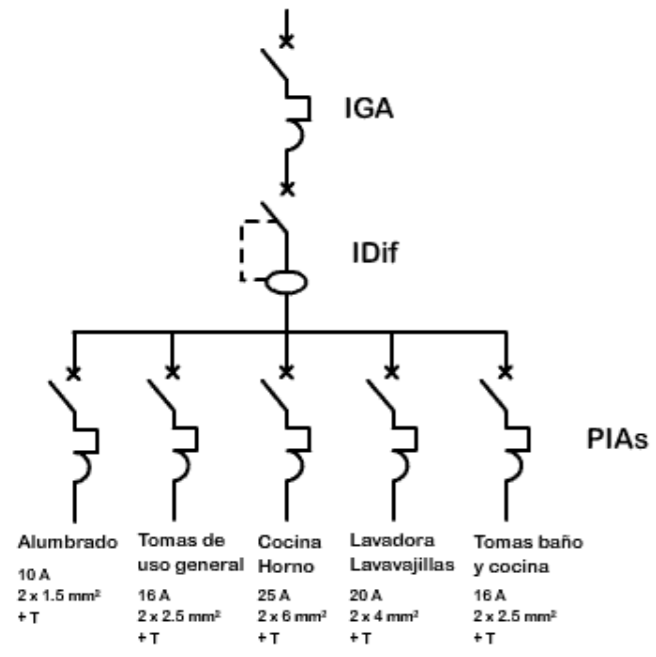 IGA
IDif
PIAs
Alumbrado
10 A
2 x 1.5 mm²
+ T
Tomas de
uso general
16 A
2 x 2.5 mm²
+ T
Cocina
Horno
25 A
2 x 6 mm²
+ T
Lavadora
Lavavajillas
20 A
2 x 4 mm²
+ T
Tomas baño
y cocina
16 A
2 x 2.5 mm²
+ T